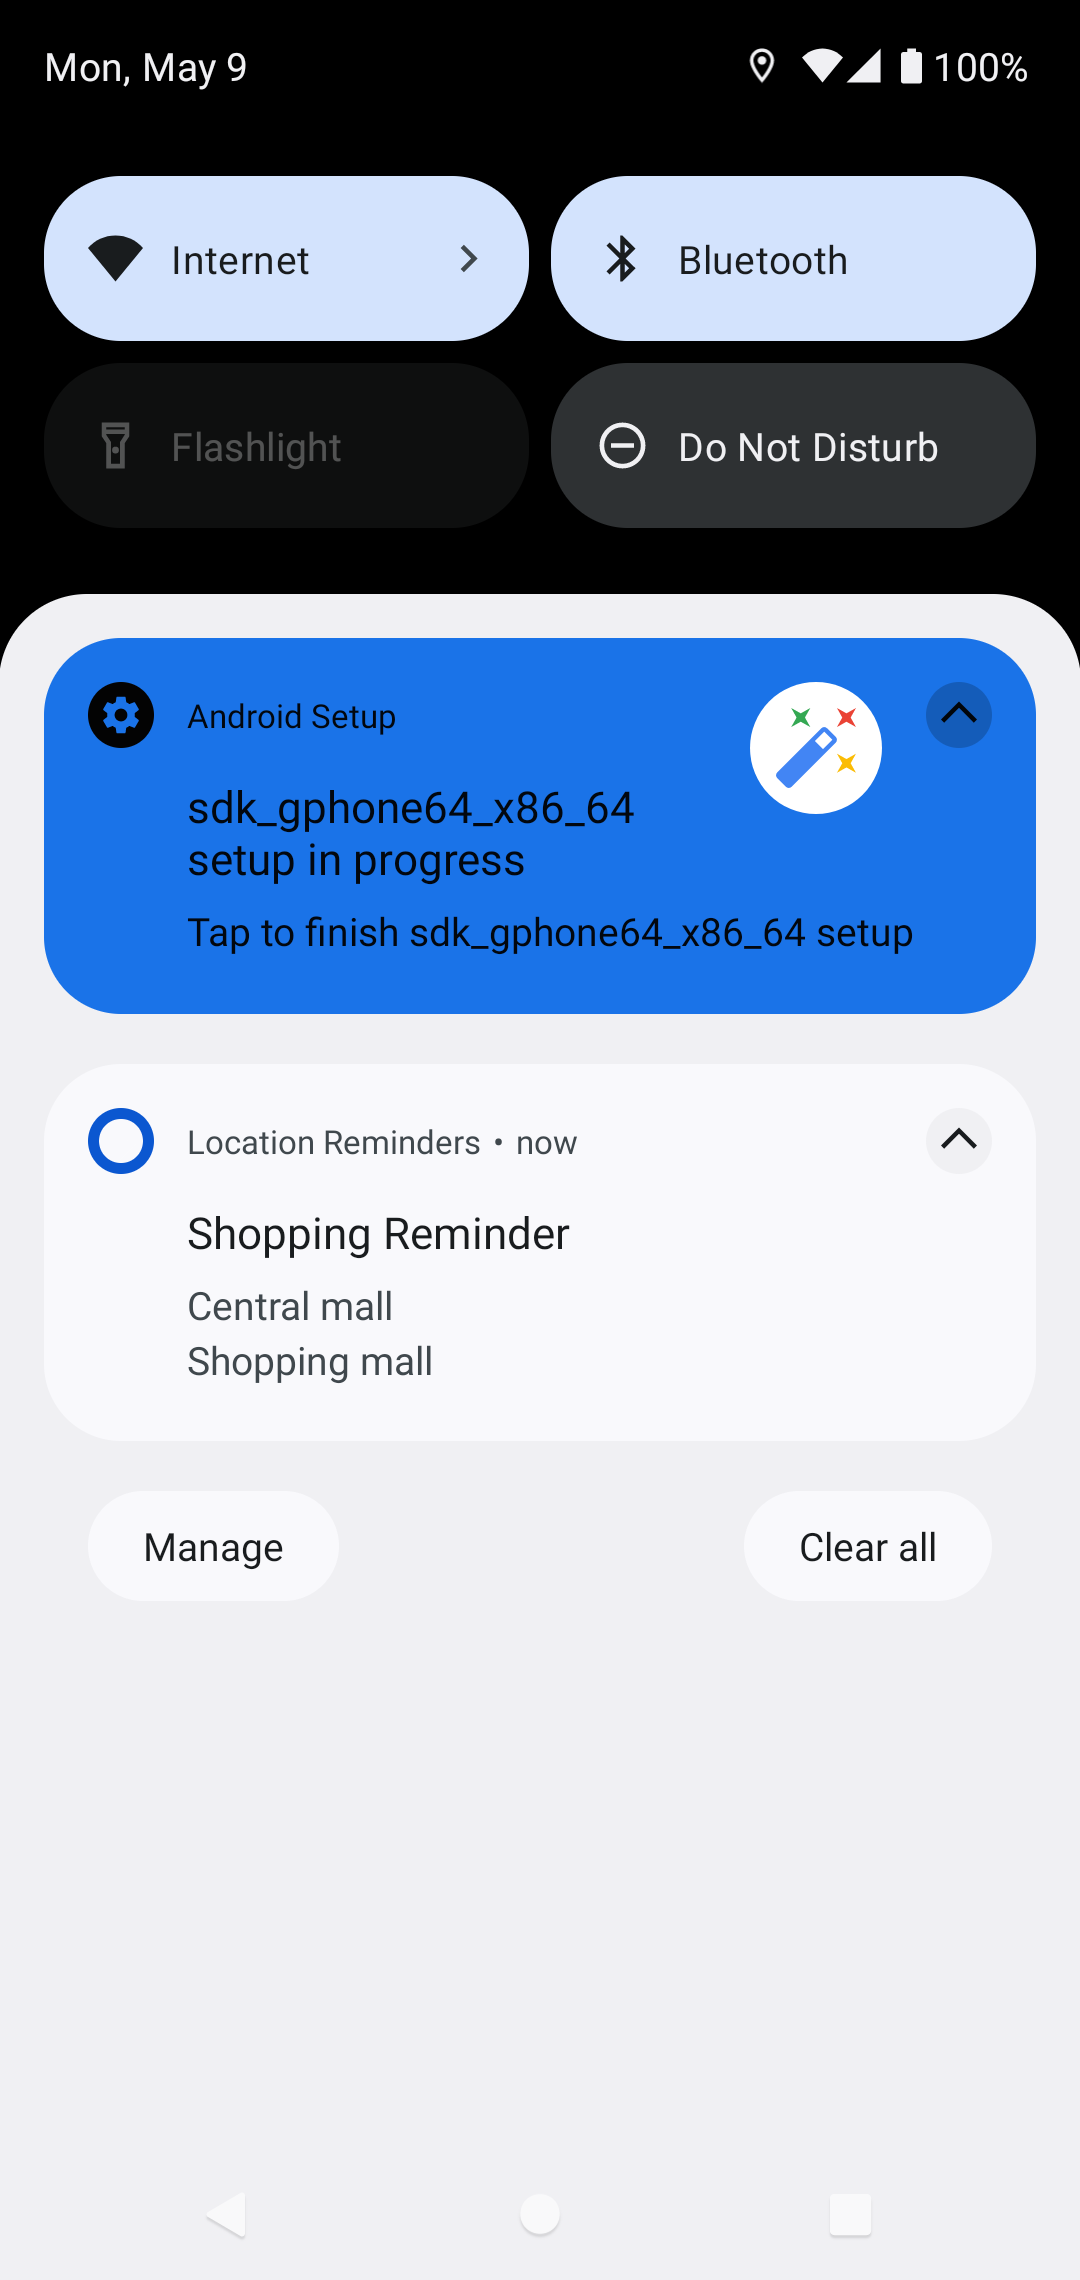 Mon, May 9
100%
Internet
Bluetooth
Flashlight
Do Not Disturb
Android Setup
sdk_gphone64_x86_64
setup in progress
Tap to finish sdk_gphone64_x86_64 setup
Location Reminders • now
Shopping Reminder
Central mall
Shopping mall
Manage
Clear all